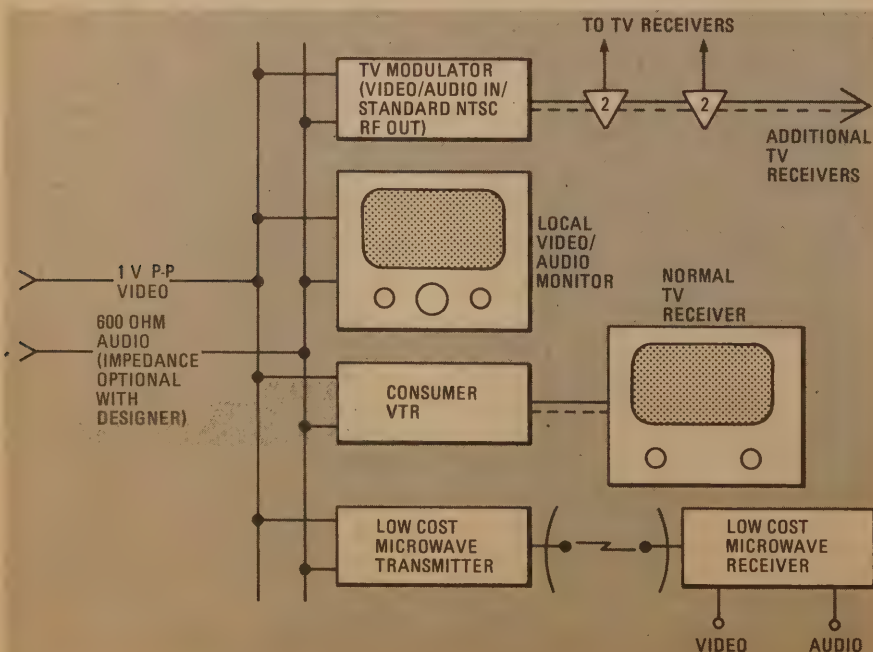 TO TV RECEIVERS
TV MODULATOR
(VIDEO/AUDIO IN/
STANDARD NTSC
RF OUT)
2
2
ADDITIONAL
TV
RECEIVERS
LOCAL
VIDEO/
AUDIO
MONITOR
1 V P-P
VIDEO
NORMAL
TV
RECEIVER
600 OHM
AUDIO
(IMPEDANCE
OPTIONAL
WITH
DESIGNER)
CONSUMER
VTR
LOW COST
MICROWAVE
TRANSMITTER
LOW COST
MICROWAVE
RECEIVER
VIDEO
AUDIO